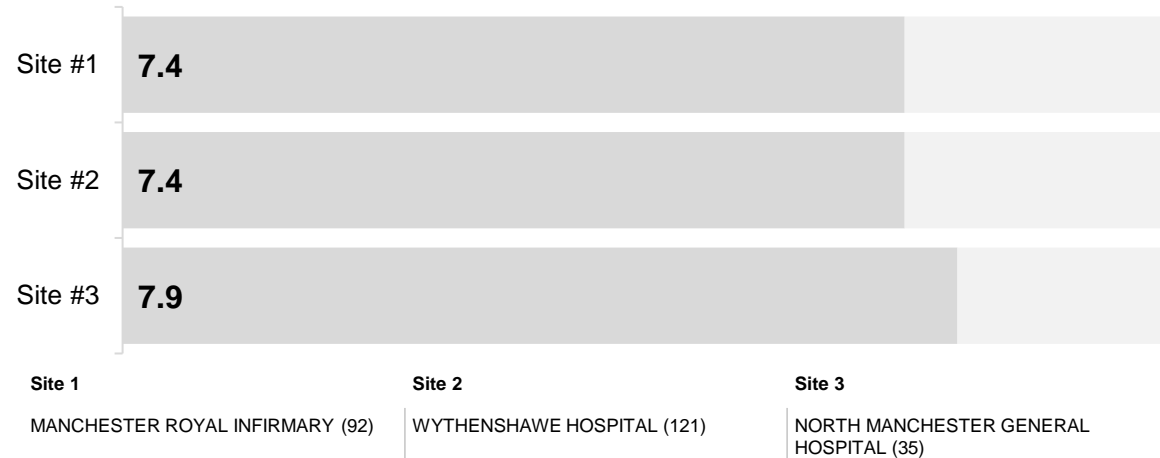 Site #1
7.4
Site #2
7.4
Site #3
7.9
Site 1
Site 2
Site 3
MANCHESTER ROYAL INFIRMARY (92)
WYTHENSHAWE HOSPITAL (121)
NORTH MANCHESTER GENERAL
HOSPITAL (35)